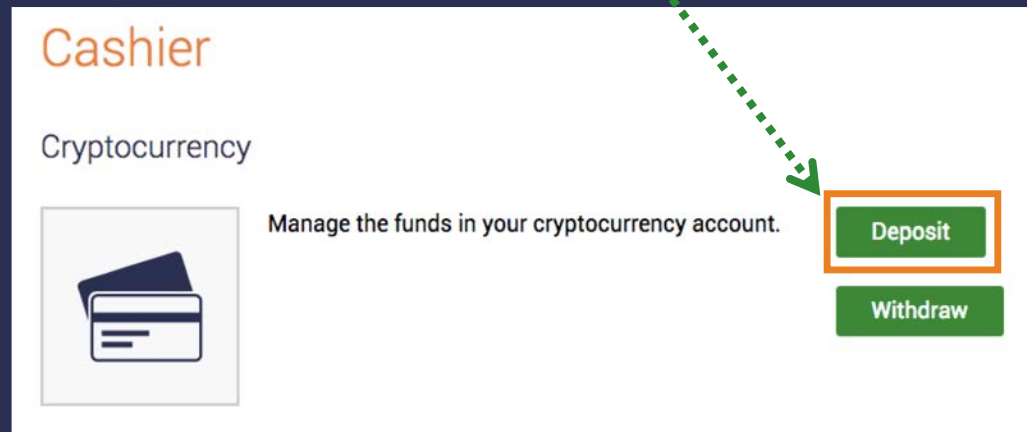 Cashier
Cryptocurrency
Manage the funds in your cryptocurrency account.
Deposit
Withdraw